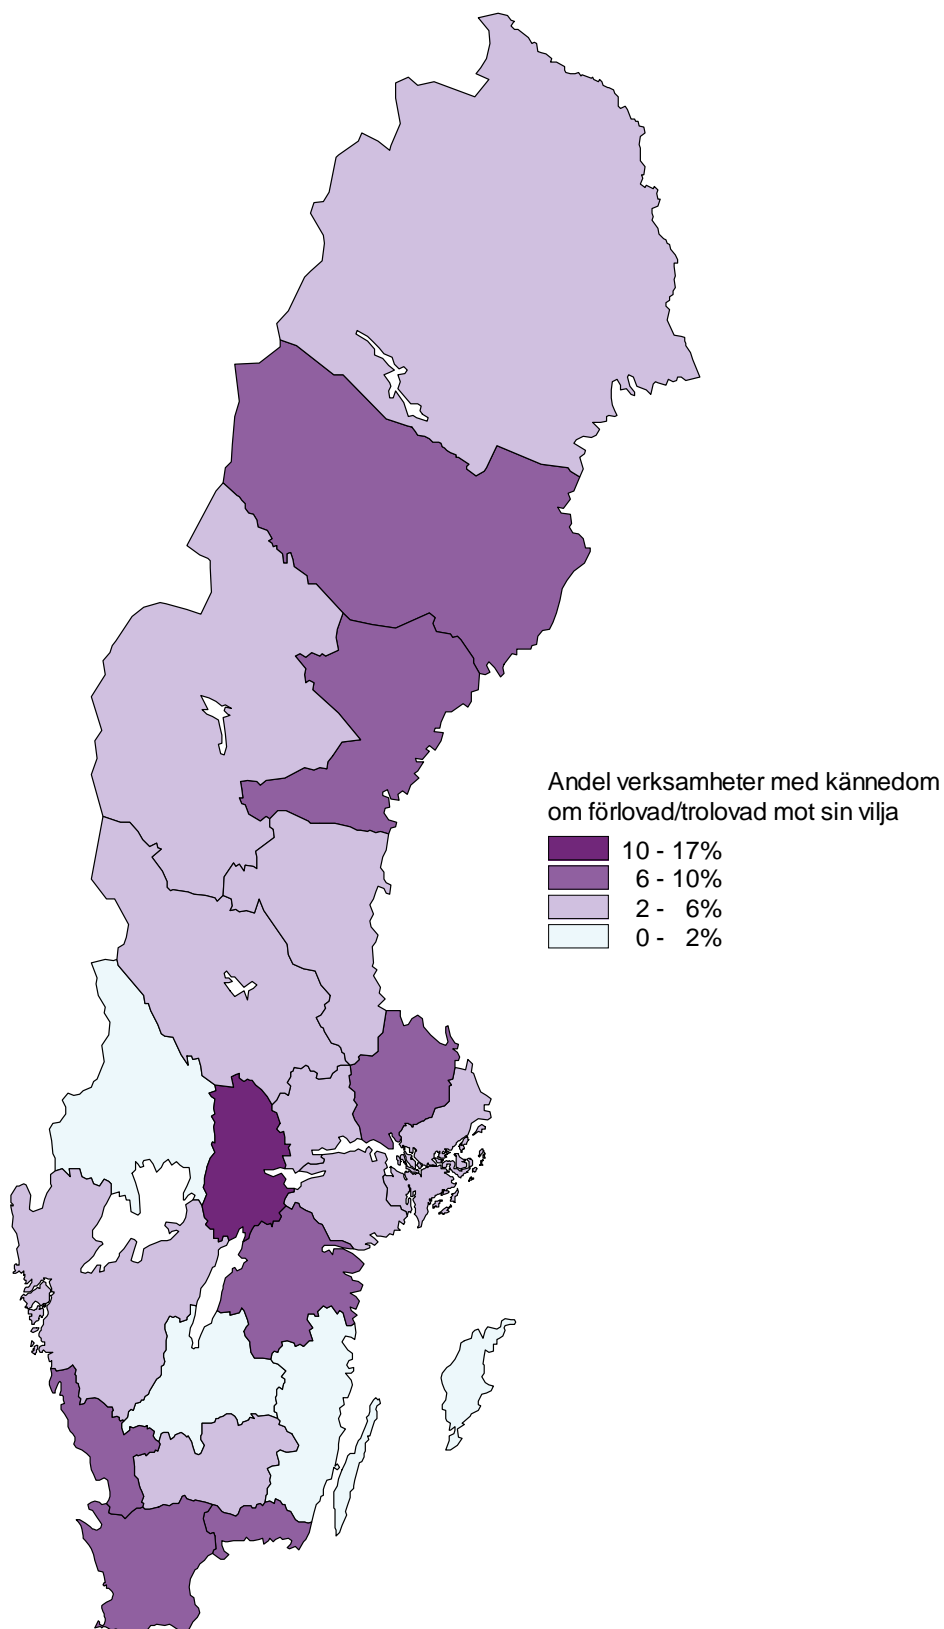 Andel verksamheter med kännedom
om förlovad/trolovad mot sin vilja
10 - 17%
6 - 10%
2 - 6%
0 - 2%